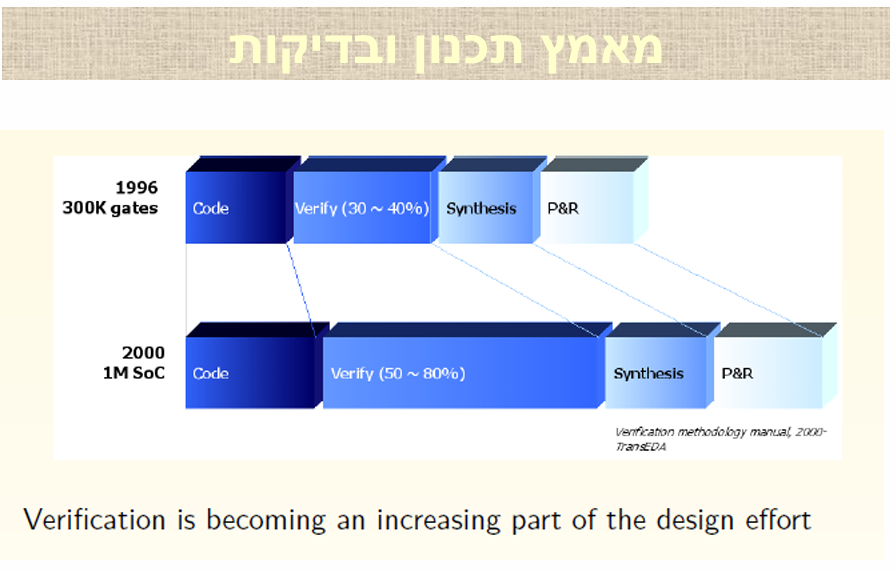 מאמץ תכנון ובדיקות
1996
300K gates
Code
Verify (30 ~ 40%)
Synthesis
P&R
2000
1M SoC
Code
Verify (50 ~ 80%)
Synthesis
P&R
Verification methodology manual, 2000-
TransEDA
Verification is becoming an increasing part of the design effort